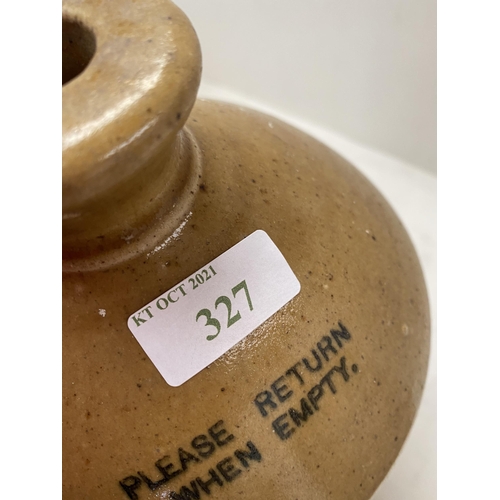 KT OCT 2021
327
PLEASE RETURN
WHEN EMPTY.